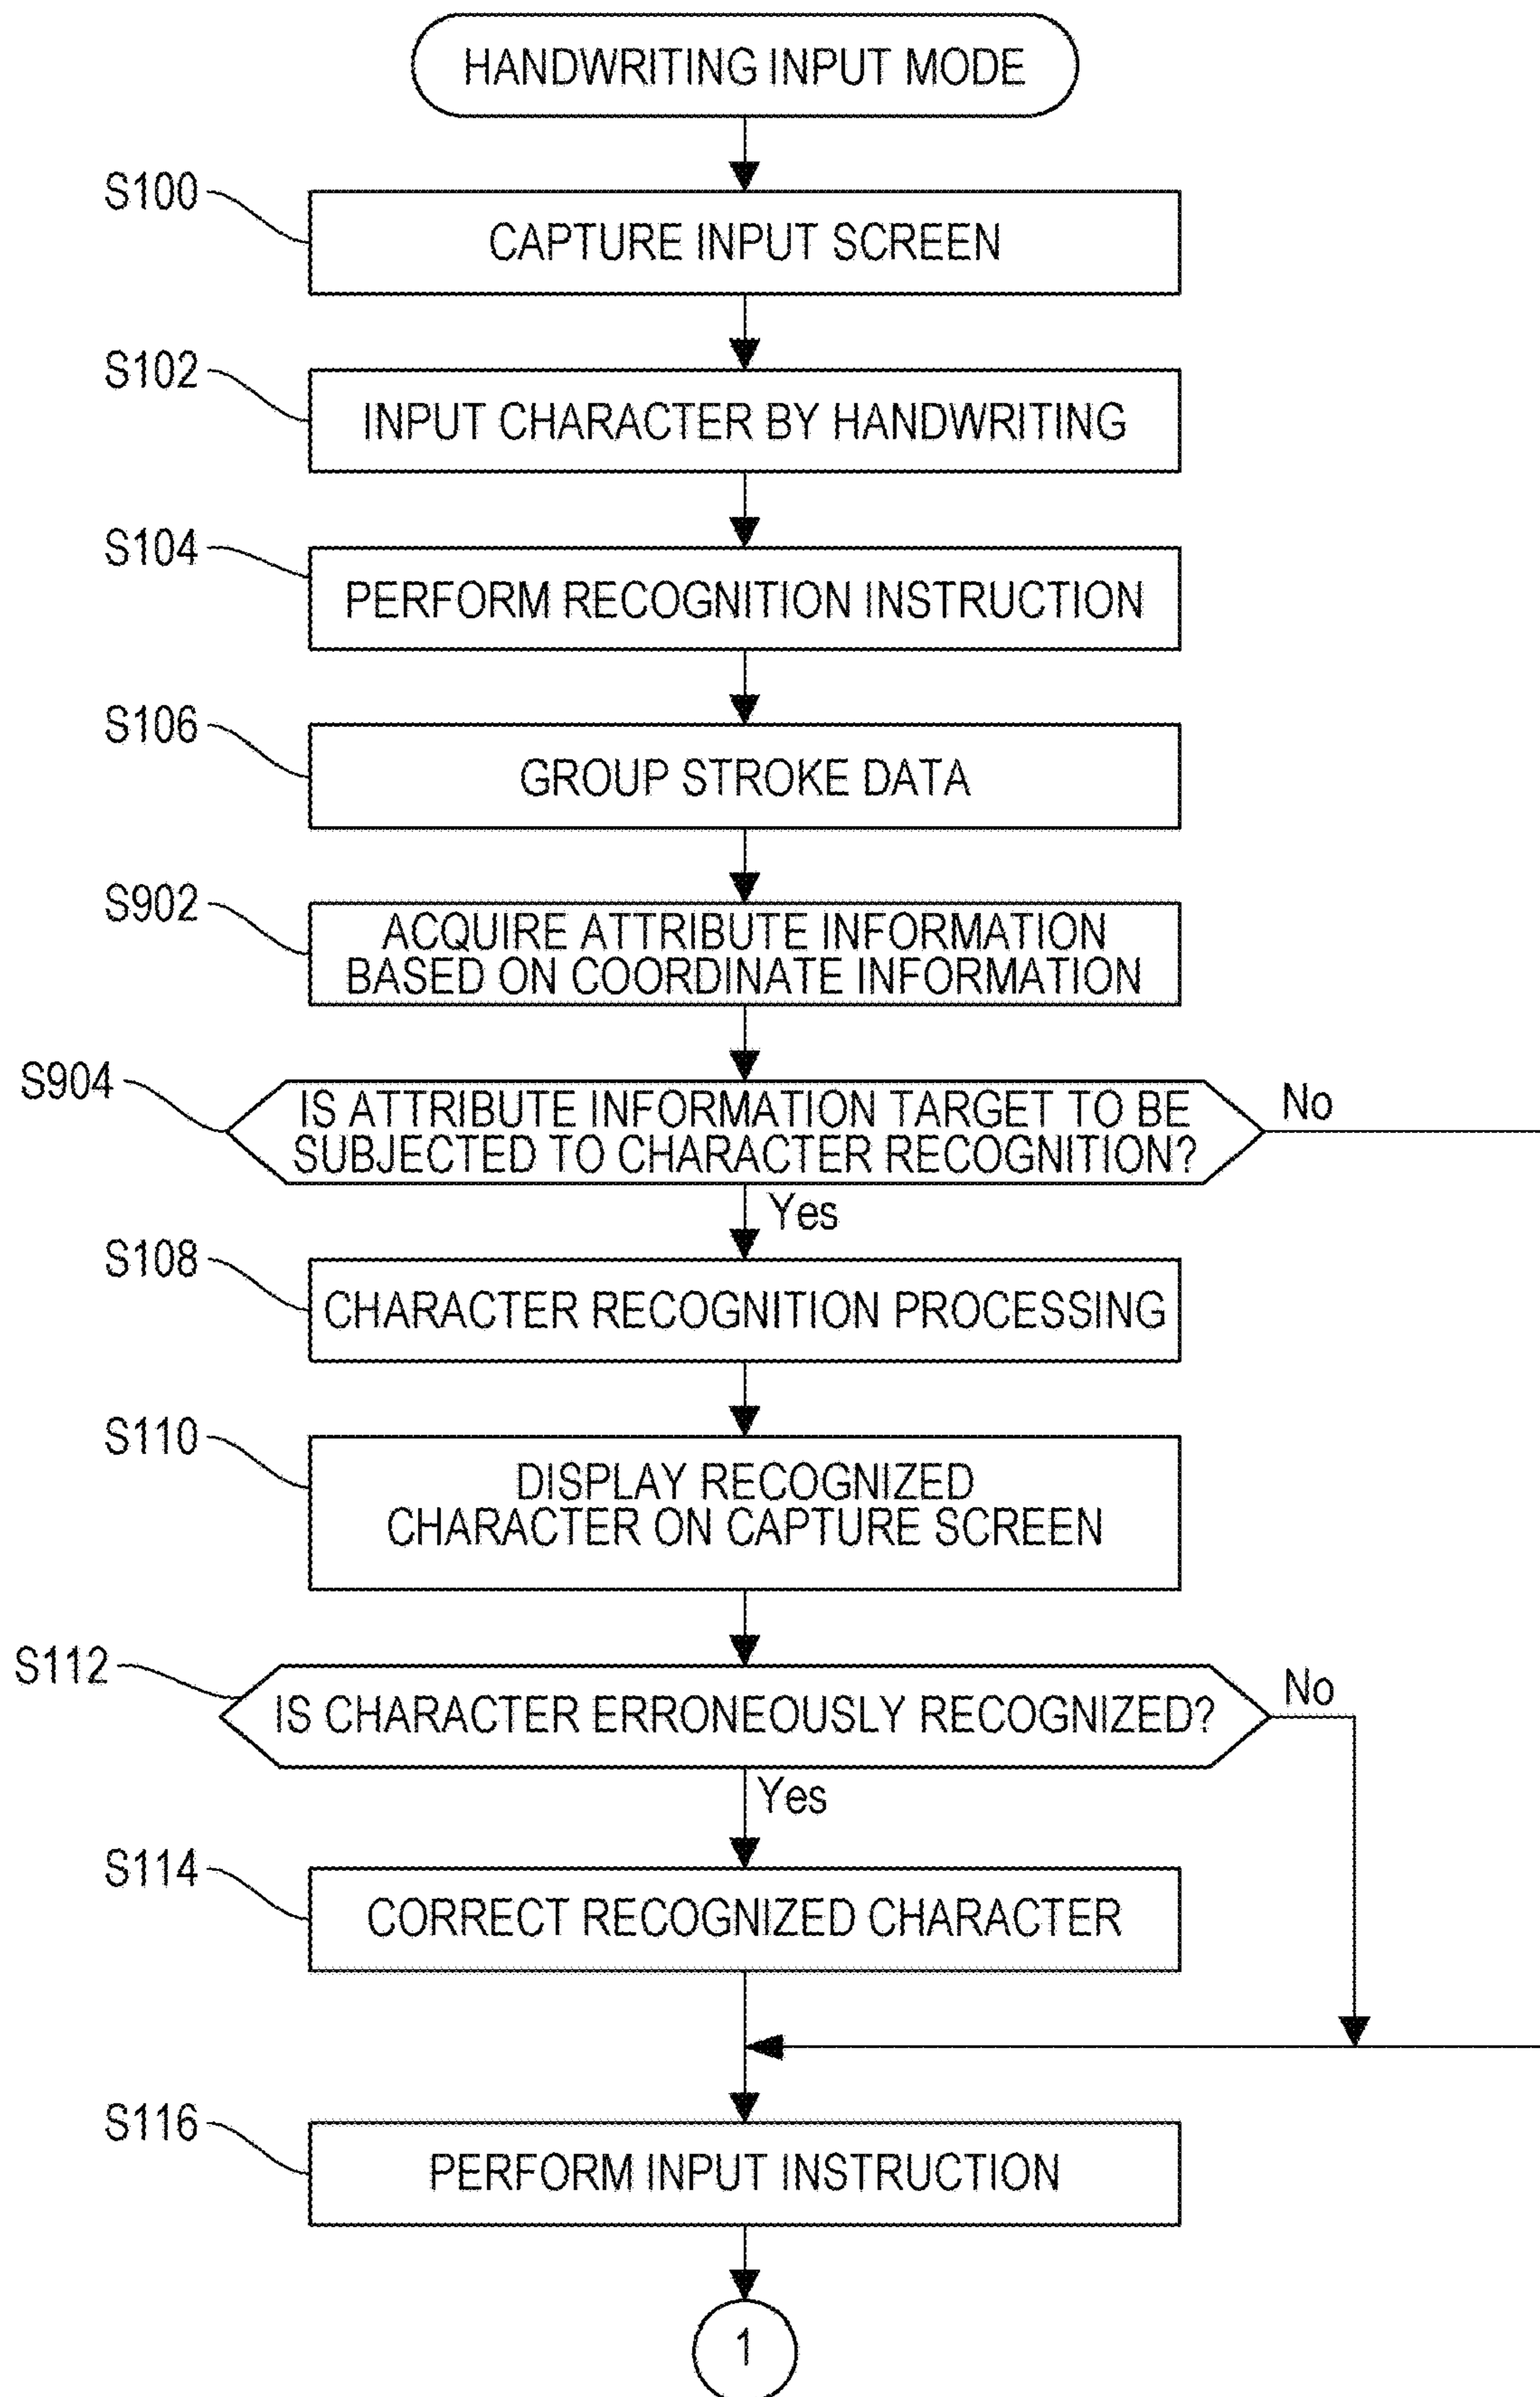 HANDWRITING INPUT MODE
S100
CAPTURE INPUT SCREEN
S102
INPUT CHARACTER BY HANDWRITING
S104
PERFORM RECOGNITION INSTRUCTION
S106
GROUP STROKE DATA
S902
ACQUIRE ATTRIBUTE INFORMATION
BASED ON COORDINATE INFORMATION
S904
IS ATTRIBUTE INFORMATION TARGET TO BE
SUBJECTED TO CHARACTER RECOGNITION?
No
Yes
S108
CHARACTER RECOGNITION PROCESSING
S110
DISPLAY RECOGNIZED
CHARACTER ON CAPTURE SCREEN
S112
IS CHARACTER ERRONEOUSLY RECOGNIZED?
No
Yes
S114
CORRECT RECOGNIZED CHARACTER
S116
PERFORM INPUT INSTRUCTION
1